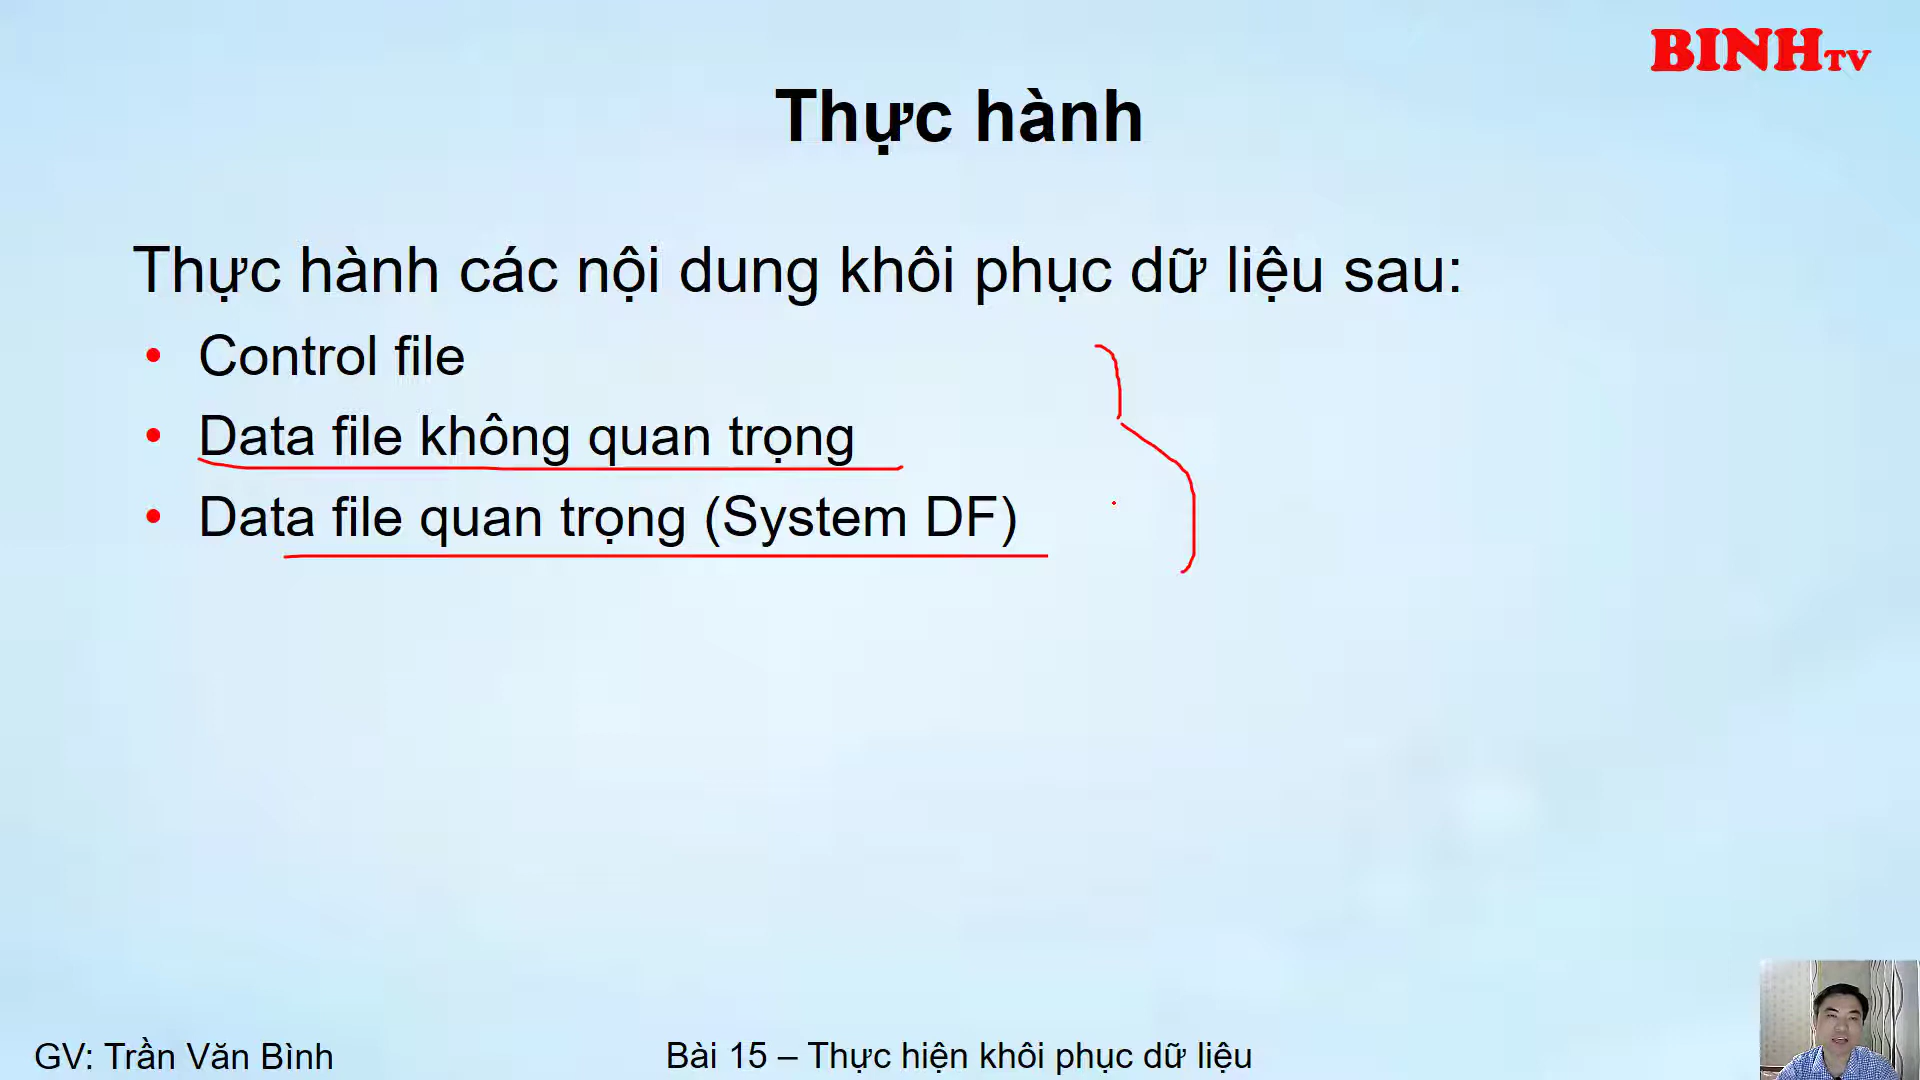 BINHTV
Thực hành
Thực hành các nội dung khôi phục dữ liệu sau:
• Control file
• Data file không quan trọng
• Data file quan trọng (System DF)
GV: Trần Văn Bình
Bài 15 – Thực hiện khôi phục dữ liệu